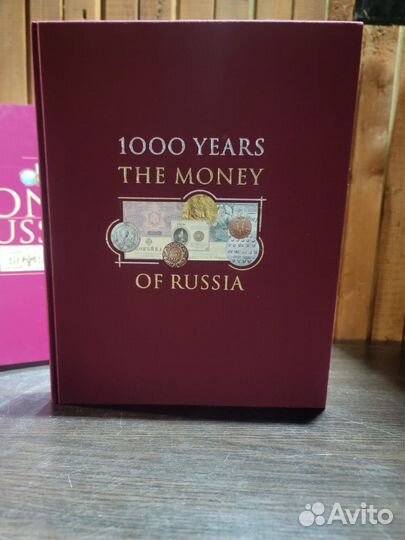 1000 YEARS
THE MONEY
OF RUSSIA
Avito